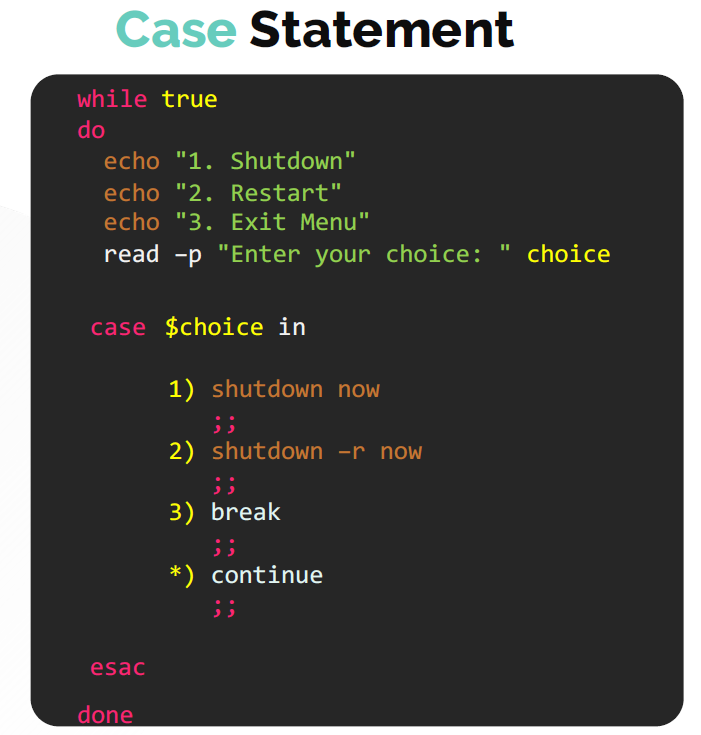 Case Statement
while true
do
echo "1. Shutdown"
echo "2. Restart"
echo "3. Exit Menu"
read –p "Enter your choice: " choice
case $choice in
1) shutdown now
;;
2) shutdown –r now
;;
3) break
;;
*) continue
;;
esac
done